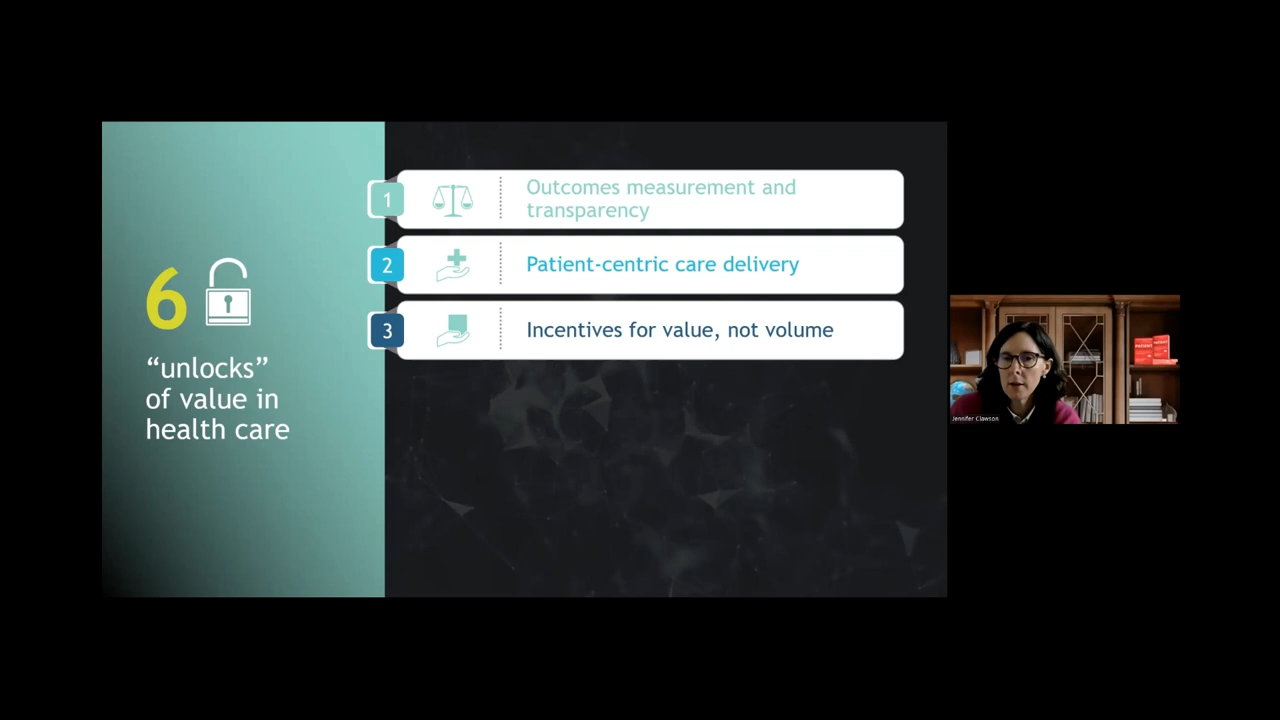 6
“unlocks”
of value in
health care
1
Outcomes measurement and
transparency
2
Patient-centric care delivery
3
Incentives for value, not volume
Jennifer Clawson